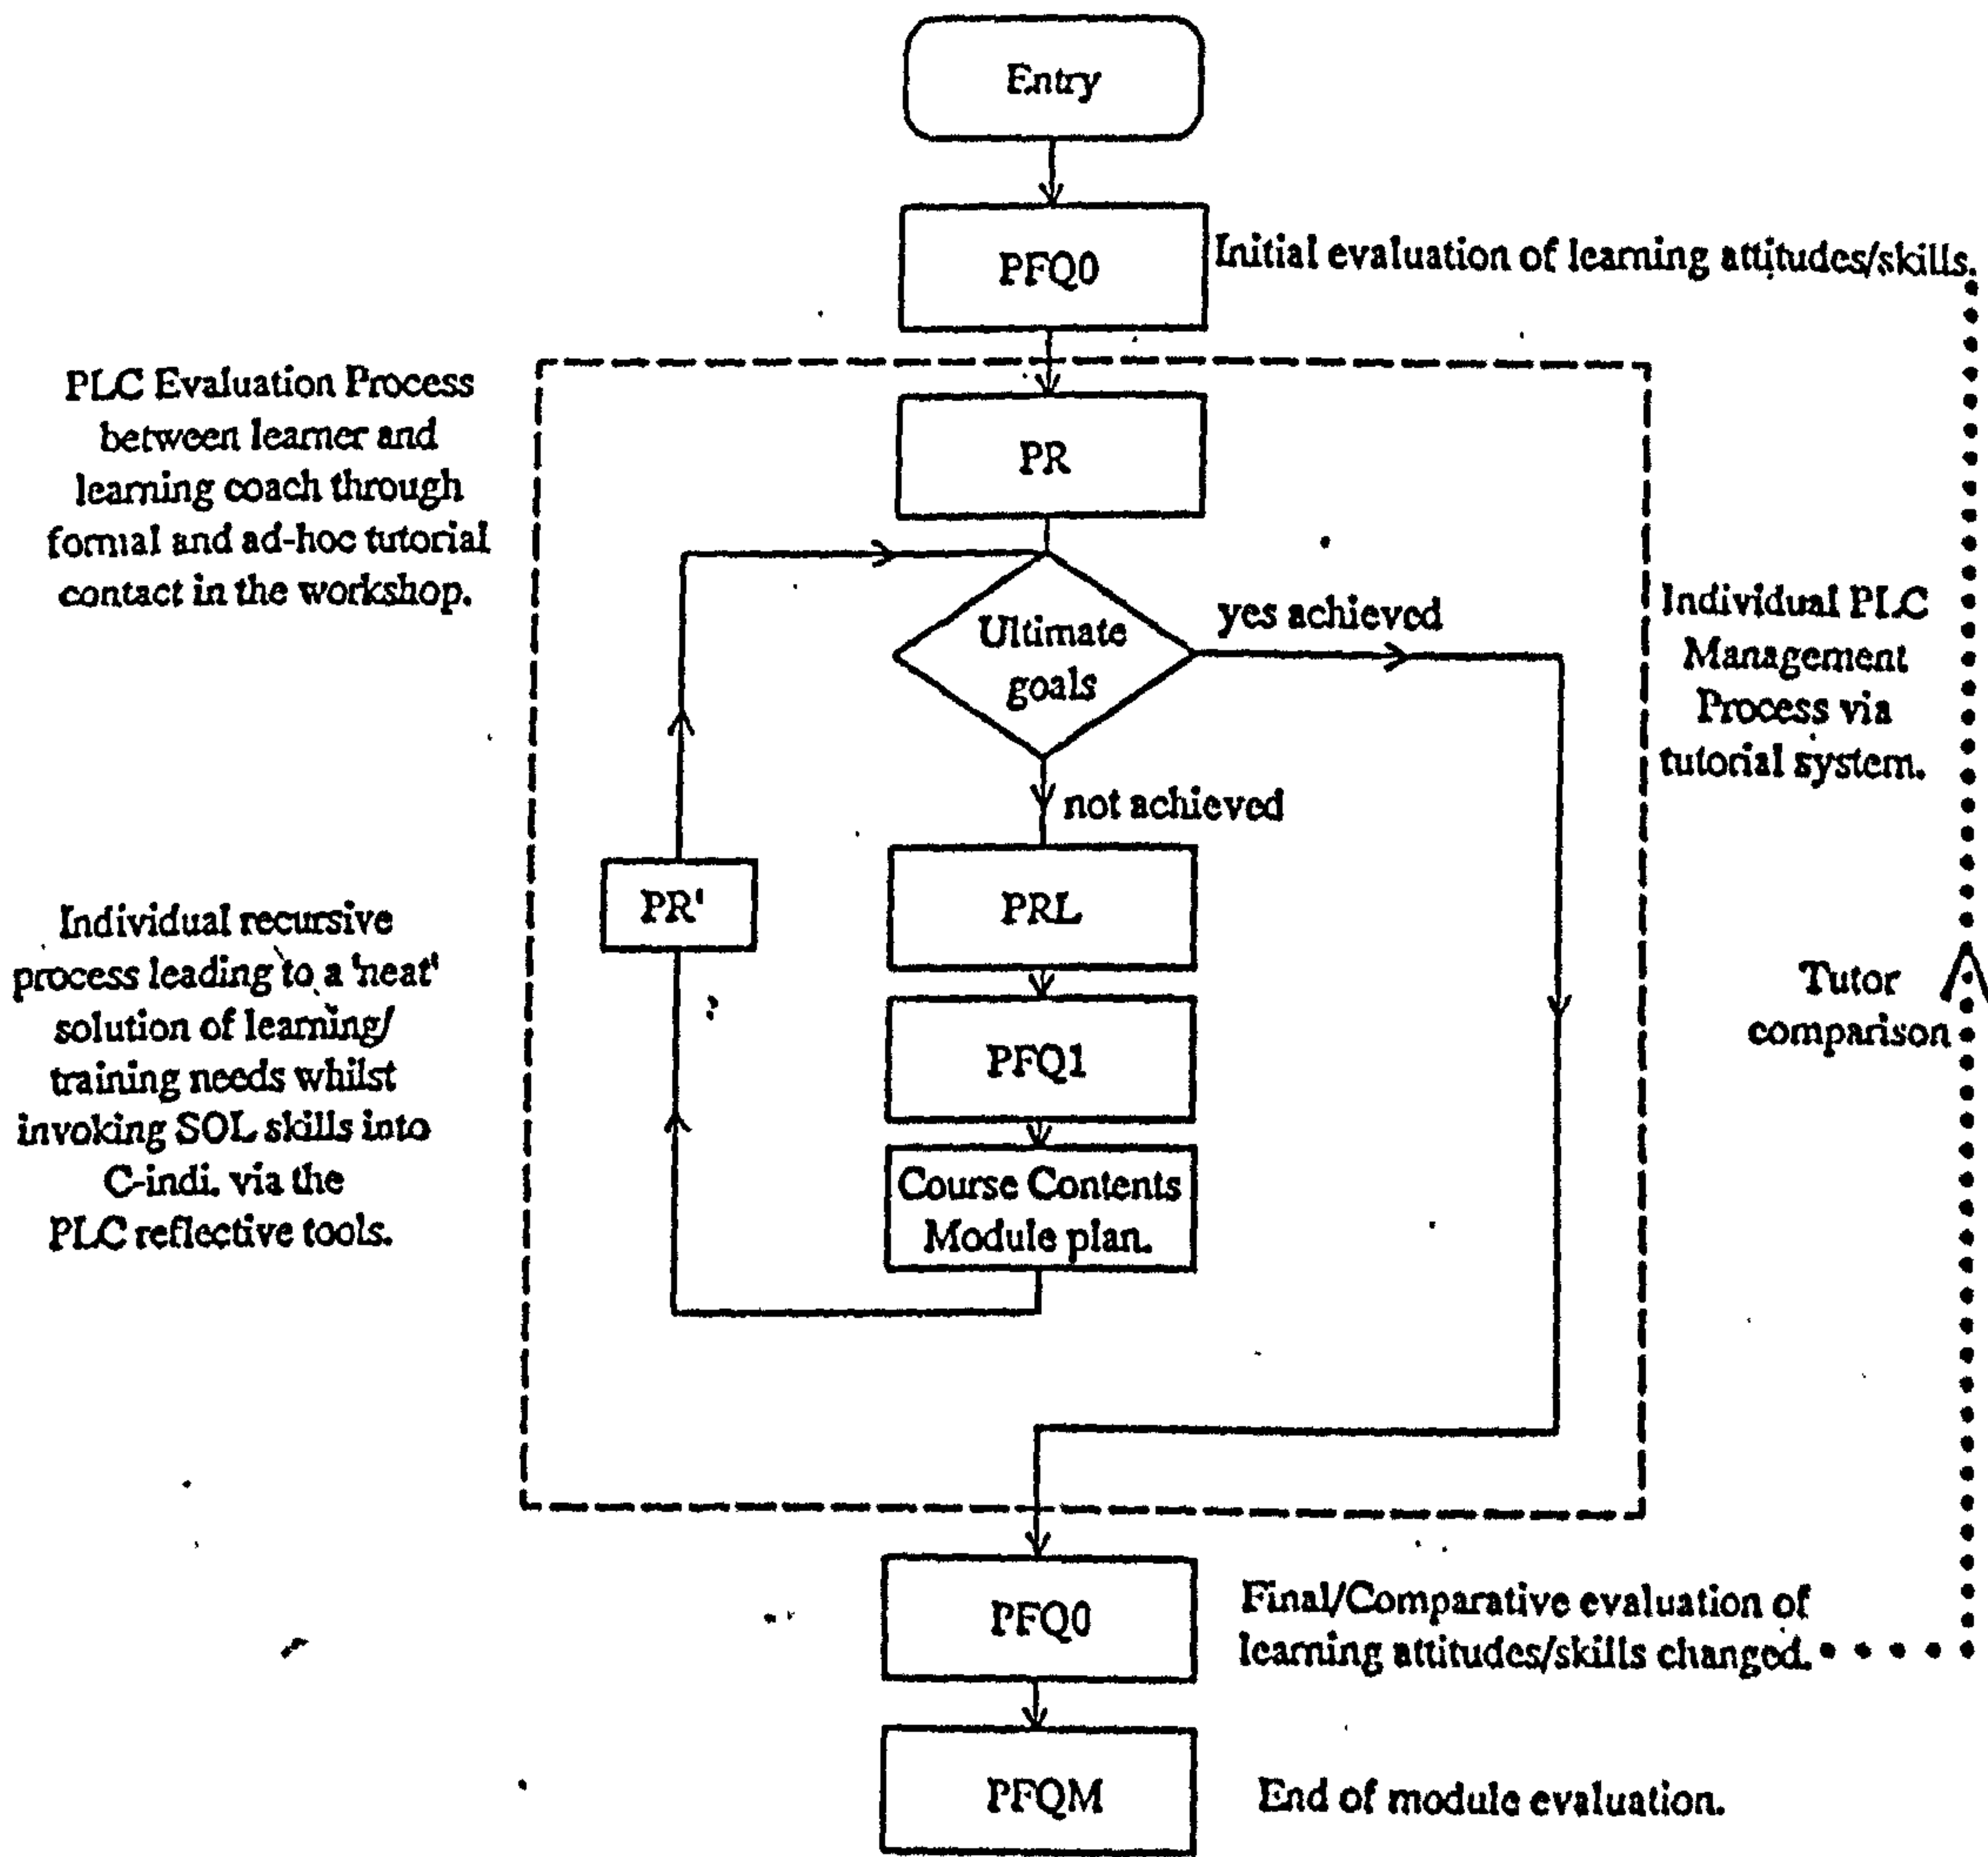 Entry
PFQ0
Initial evaluation of learning attitudes/skills.
PLC Evaluation Process
between learner and
learning coach through
formal and ad-hoc tutorial
contact in the workshop.
PR
Ultimate
goals
yes achieved
not achieved
Individual PLC
Management
Process via
tutorial system.
PR'
PRL
Individual recursive
process leading to a 'neat'
solution of learning/
training needs whilst
invoking SOL skills into
C-indi. via the
PLC reflective tools.
PFQ1
Course Contents
Module plan.
Tutor
comparison
PFQ0
Final/Comparative evaluation of
learning attitudes/skills changed.
PFQM
End of module evaluation.